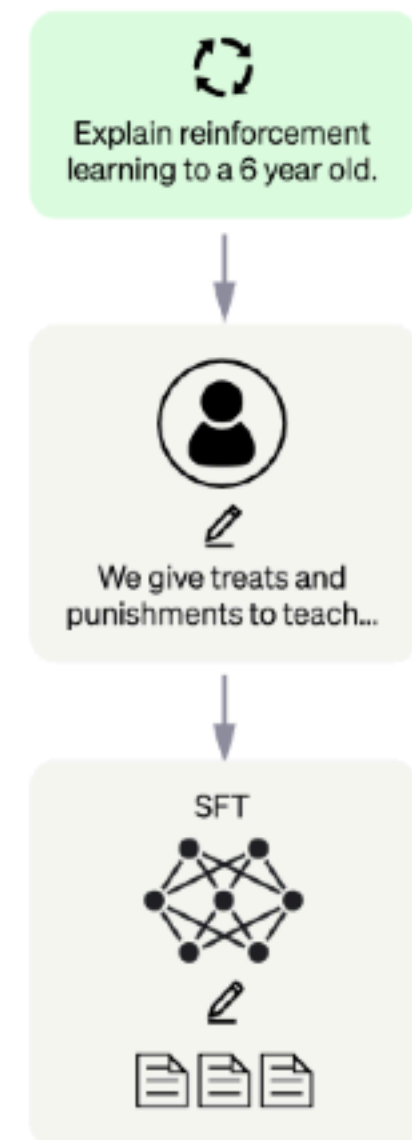 Explain reinforcement
learning to a 6 year old.
We give treats and
punishments to teach...
SFT